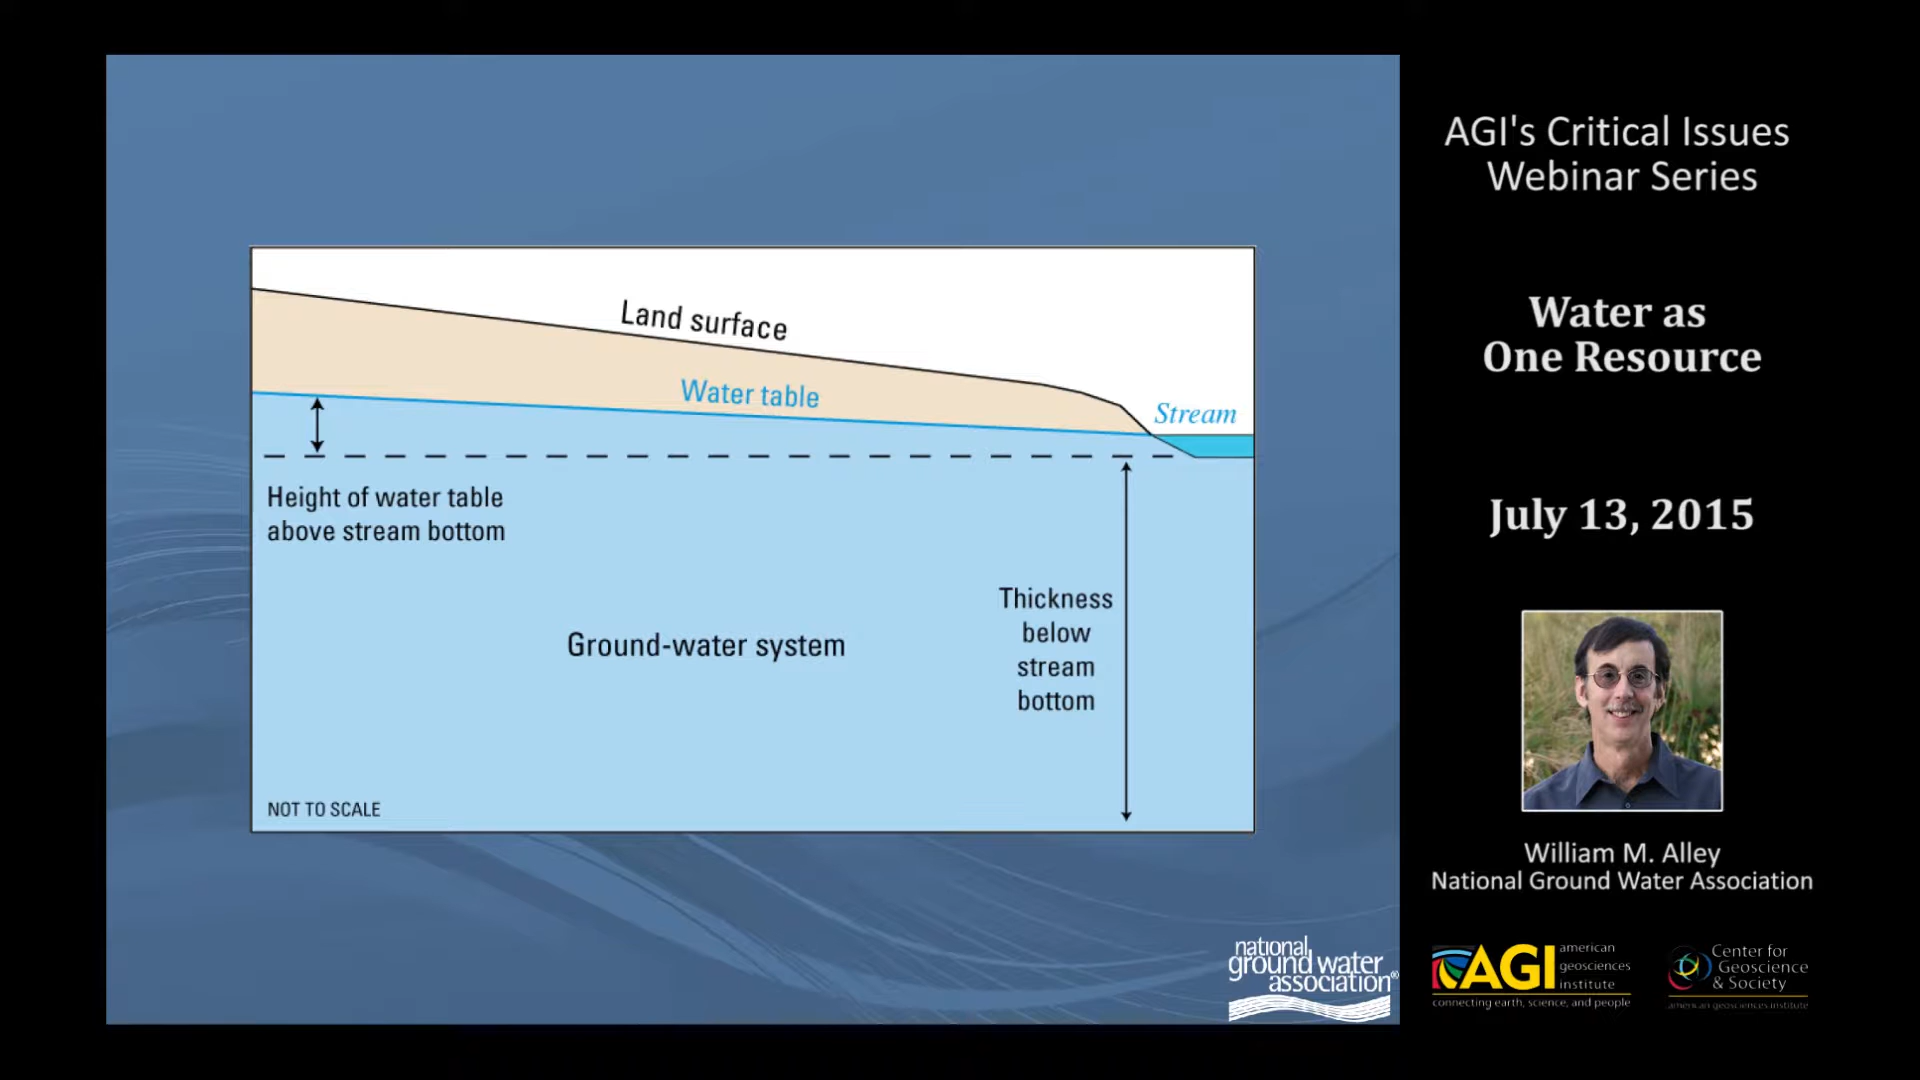 Land surface
Water table
Stream
Height of water table
above stream bottom
Thickness
below
stream
bottom
Ground-water system
NOT TO SCALE
national
ground water
association®
AGI's Critical Issues
Webinar Series
Water as
One Resource
July 13, 2015
William M. Alley
National Ground Water Association
AGI
american
geosciences
institute
connecting earth, science, and people
Center for
Geoscience
& Society
american geosciences institute